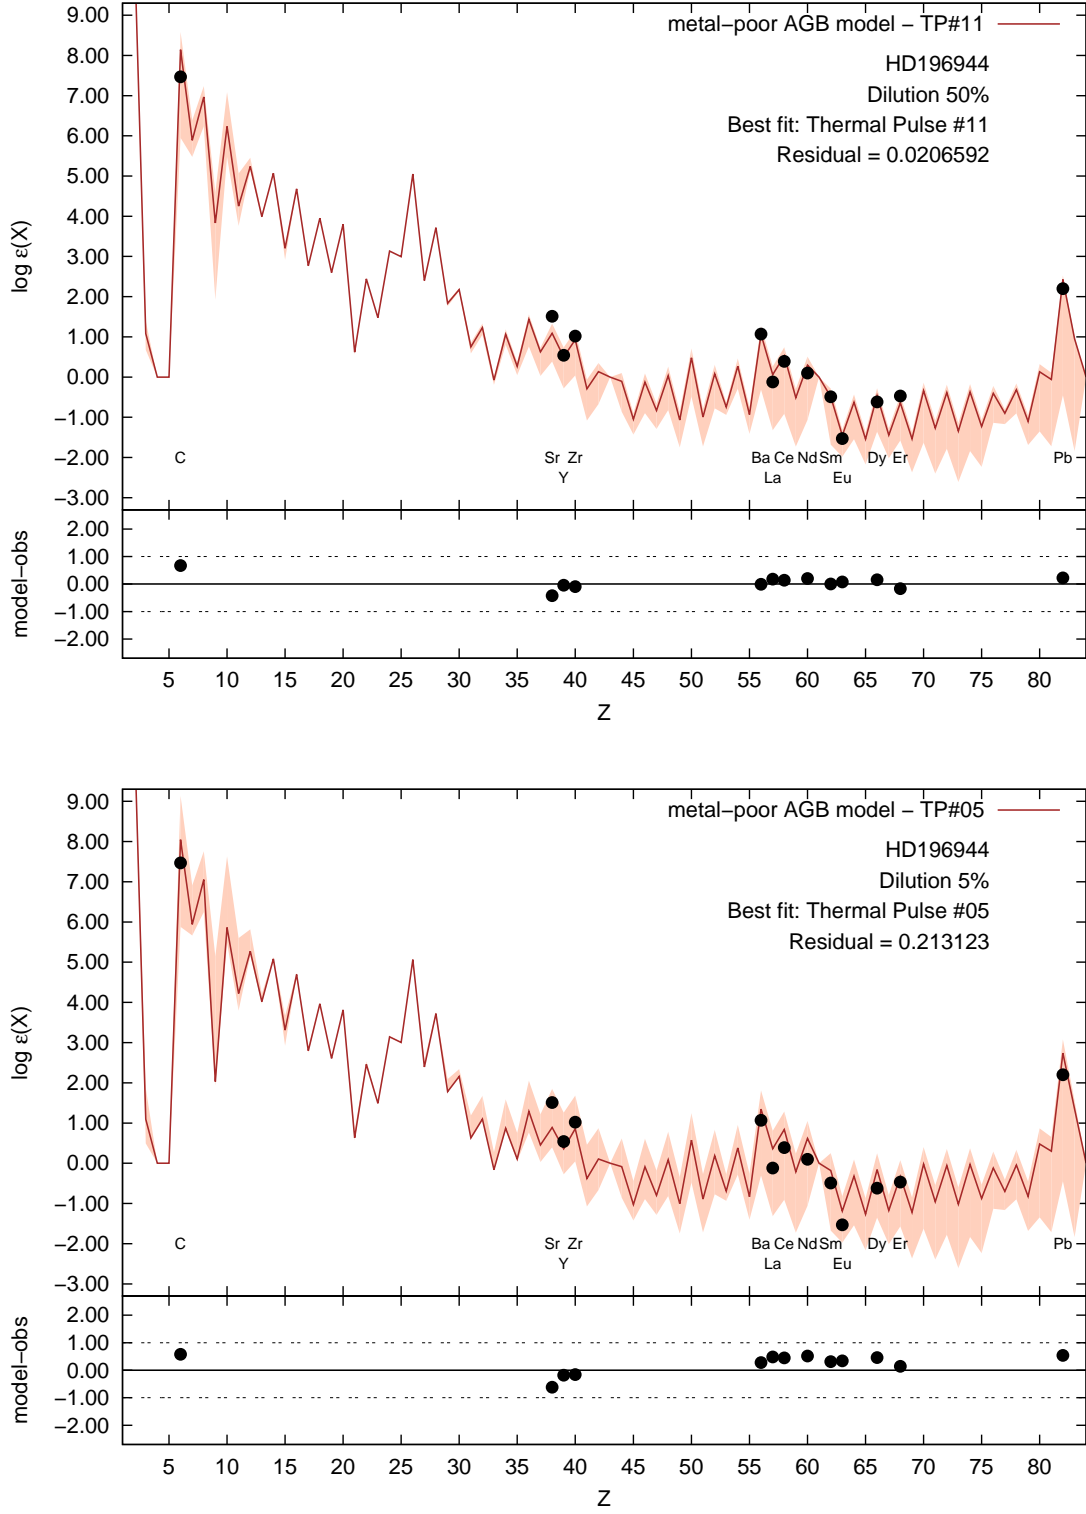 metal–poor AGB model – TP#11
HD196944
Dilution 50%
Best fit: Thermal Pulse #11
Residual = 0.0206592
log ε(X)
9.00
8.00
7.00
6.00
5.00
4.00
3.00
2.00
1.00
0.00
−1.00
−2.00
−3.00
C
Sr Zr
Y
Ba Ce Nd Sm Dy Er Pb
La Eu
model−obs
2.00
1.00
0.00
−1.00
−2.00
5 10 15 20 25 30 35 40 45 50 55 60 65 70 75 80
Z
metal–poor AGB model – TP#05
HD196944
Dilution 5%
Best fit: Thermal Pulse #05
Residual = 0.213123
log ε(X)
9.00
8.00
7.00
6.00
5.00
4.00
3.00
2.00
1.00
0.00
−1.00
−2.00
−3.00
C
Sr Zr
Y
Ba Ce Nd Sm Dy Er Pb
La Eu
model−obs
2.00
1.00
0.00
−1.00
−2.00
5 10 15 20 25 30 35 40 45 50 55 60 65 70 75 80
Z